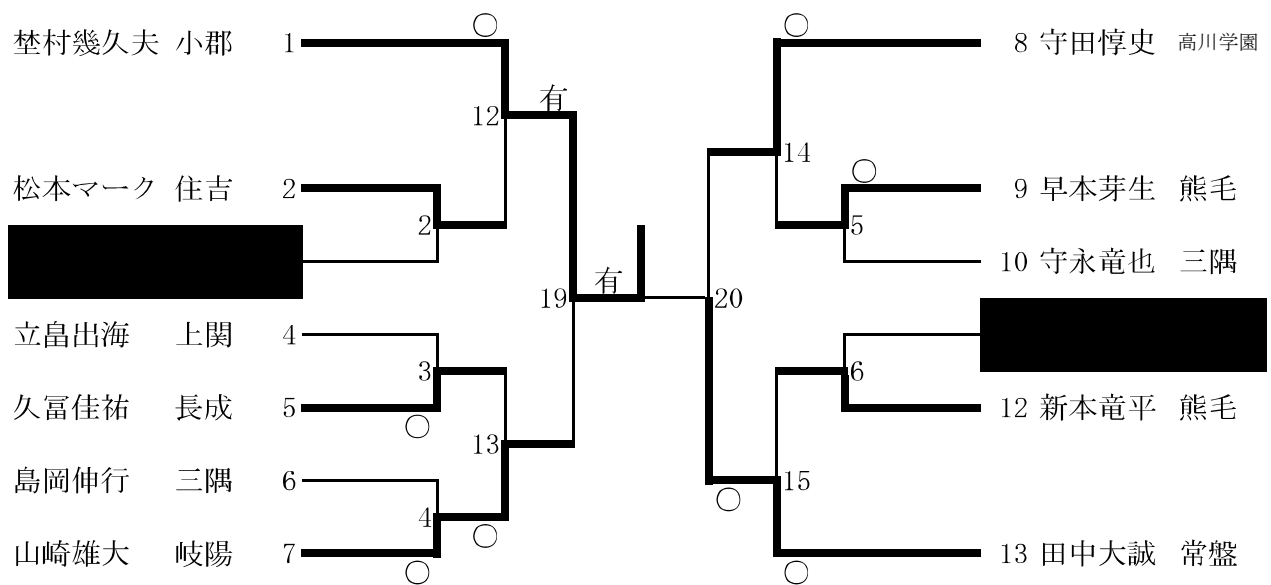 埜村幾久夫 小郡 1
松本マーク 住吉 2
立畠出海 上関 4
久冨佳祐 長成 5
島岡伸行 三隅 6
山崎雄大 岐陽 7
○
12
有
2
3
○
13
4
○
○
19
有
20
○
14
○
5
6
15
○
○
8 守田惇史 高川学園
9 早本芽生 熊毛
10 守永竜也 三隅
12 新本竜平 熊毛
13 田中大誠 常盤